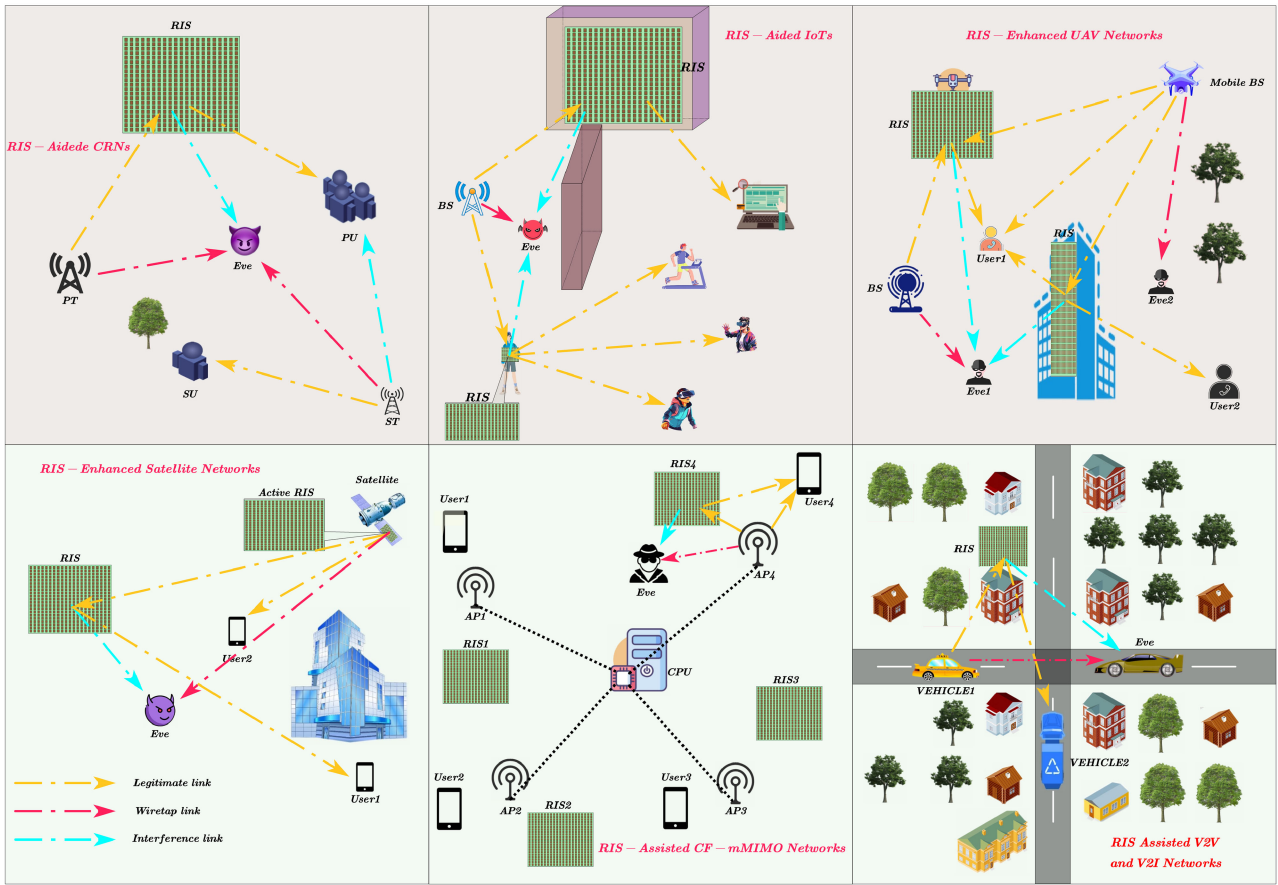 RIS
RIS – Aidede CRNs
PU
Eve
PT
SU
ST
RIS – Aided IoTs
RIS
BS
Eve
RIS
RIS – Enhanced UAV Networks
Mobile BS
RIS
RIS
User1
BS
Eve2
Eve1
User2
RIS – Enhanced Satellite Networks
Satellite
Active RIS
RIS
User2
Eve
User1
Legitimate link
Wiretap link
Interference link
RIS4
User1
User4
AP4
Eve
AP1
RIS1
CPU
RIS3
User2
User3
AP2
AP3
RIS2
RIS – Assisted CF – mMIMO Networks
RIS
Eve
VEHICLE1
VEHICLE2
RIS Assisted V2V
and V2I Networks